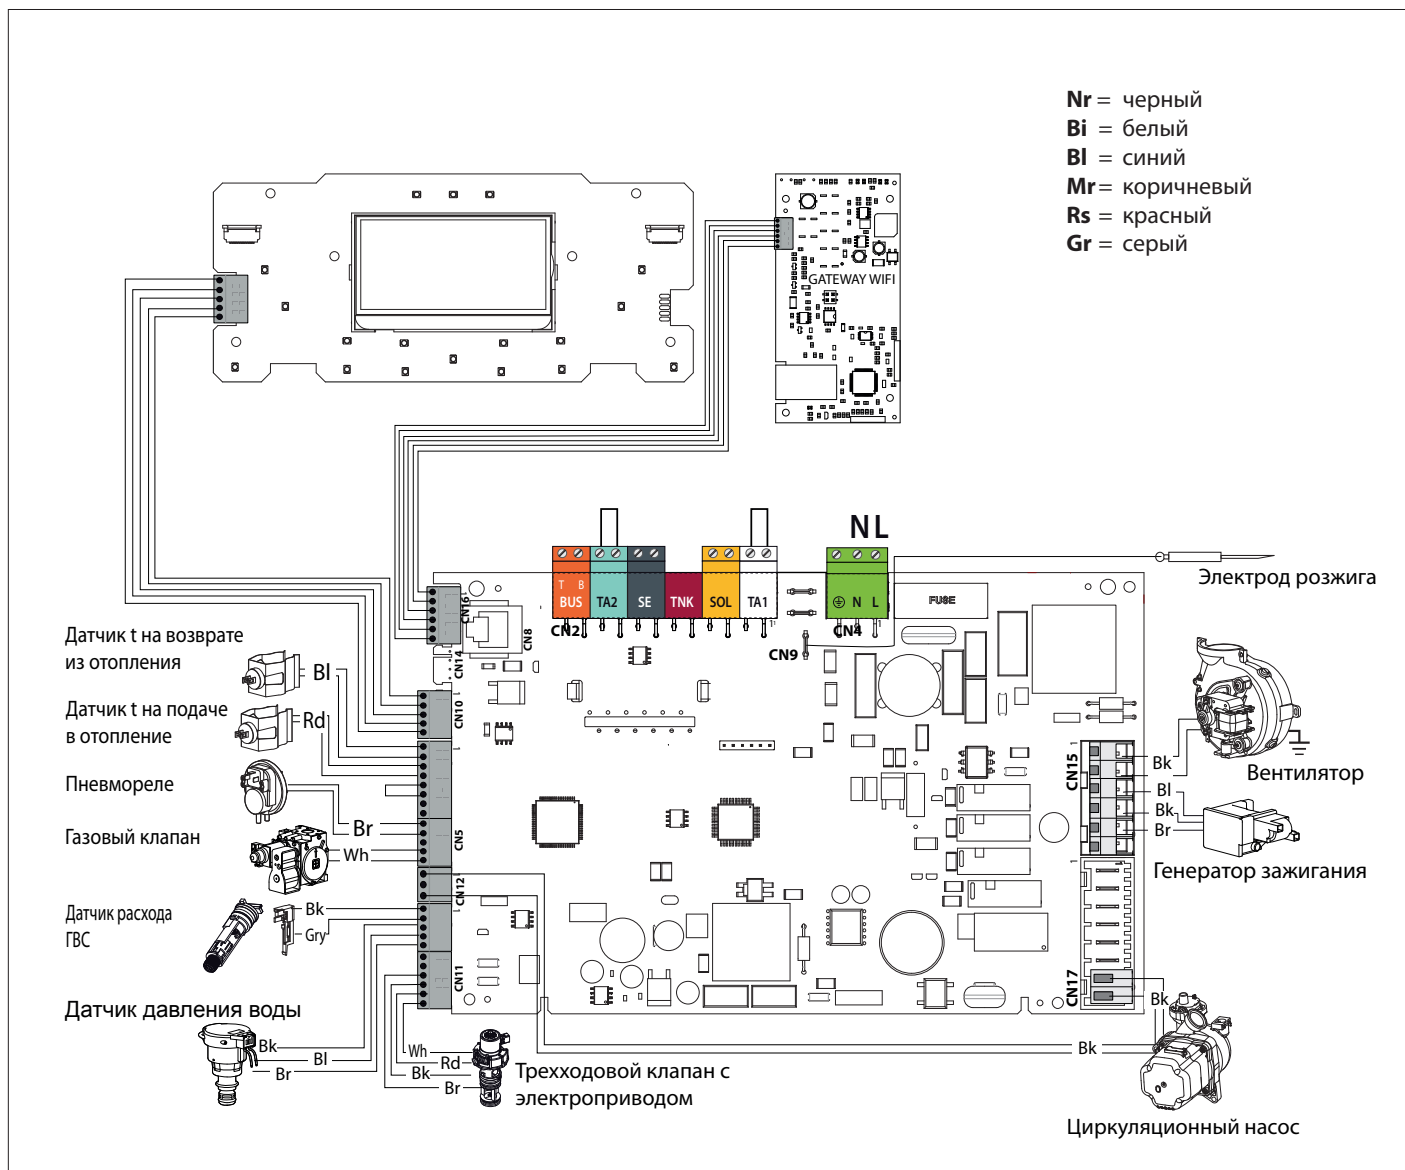 Nr = черный
Bi = белый
Bl = синий
Mr = коричневый
Rs = красный
Gr = серый
GATEWAY WIFI
N L
Электрод розжига
T B
BUS TA2 SE TNK SOL TA1
N L
FUSE
CN2
CN4
CN9
CN16
CN8
CN14
Датчик t на возврате
из отопления
Bl
Датчик t на подаче
в отопление
Rd
CN10
Пневмореле
Br
Газовый клапан
Wh
CN5
CN12
Датчик расхода
ГВС
Bk
Gry
CN11
Датчик давления воды
Bk
Bl
Br
Wh
Rd
Bk
Br
Трехходовой клапан с
электроприводом
CN15
Bk
Вентилятор
Bl
Bk
Br
Генератор зажигания
CN17
Bk
Bk
Циркуляционный насос